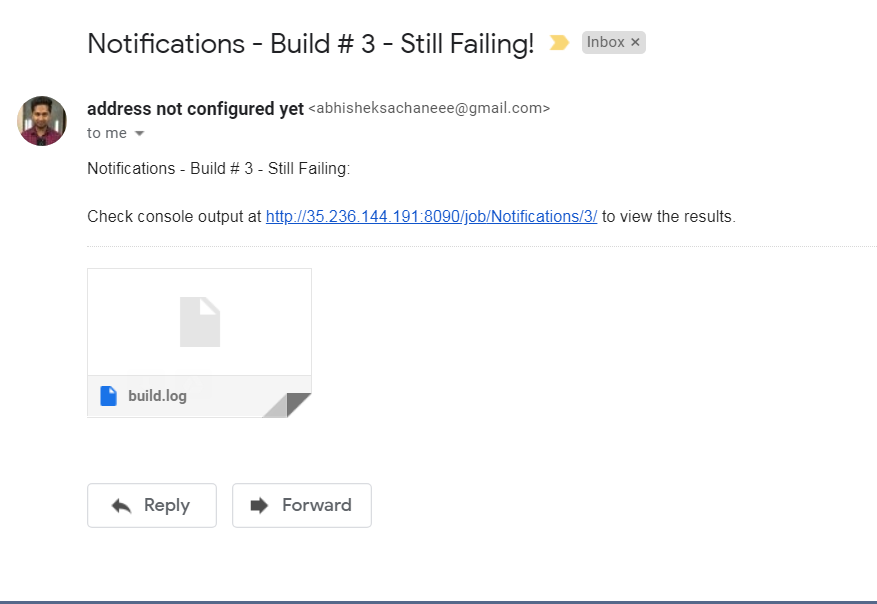 Notifications - Build # 3 - Still Failing! Inbox ×
address not configured yet <abhisheksachaneee@gmail.com>
to me
Notifications - Build # 3 - Still Failing:
Check console output at http://35.236.144.191:8090/job/Notifications/3/ to view the results.
build.log
Reply Forward